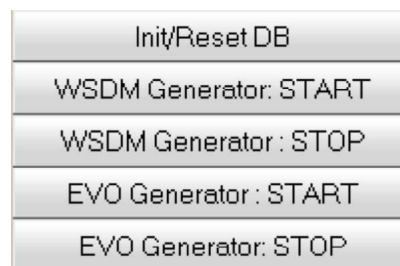 Init/Reset DB
WSDM Generator: START
WSDM Generator : STOP
EVO Generator : START
EVO Generator: STOP